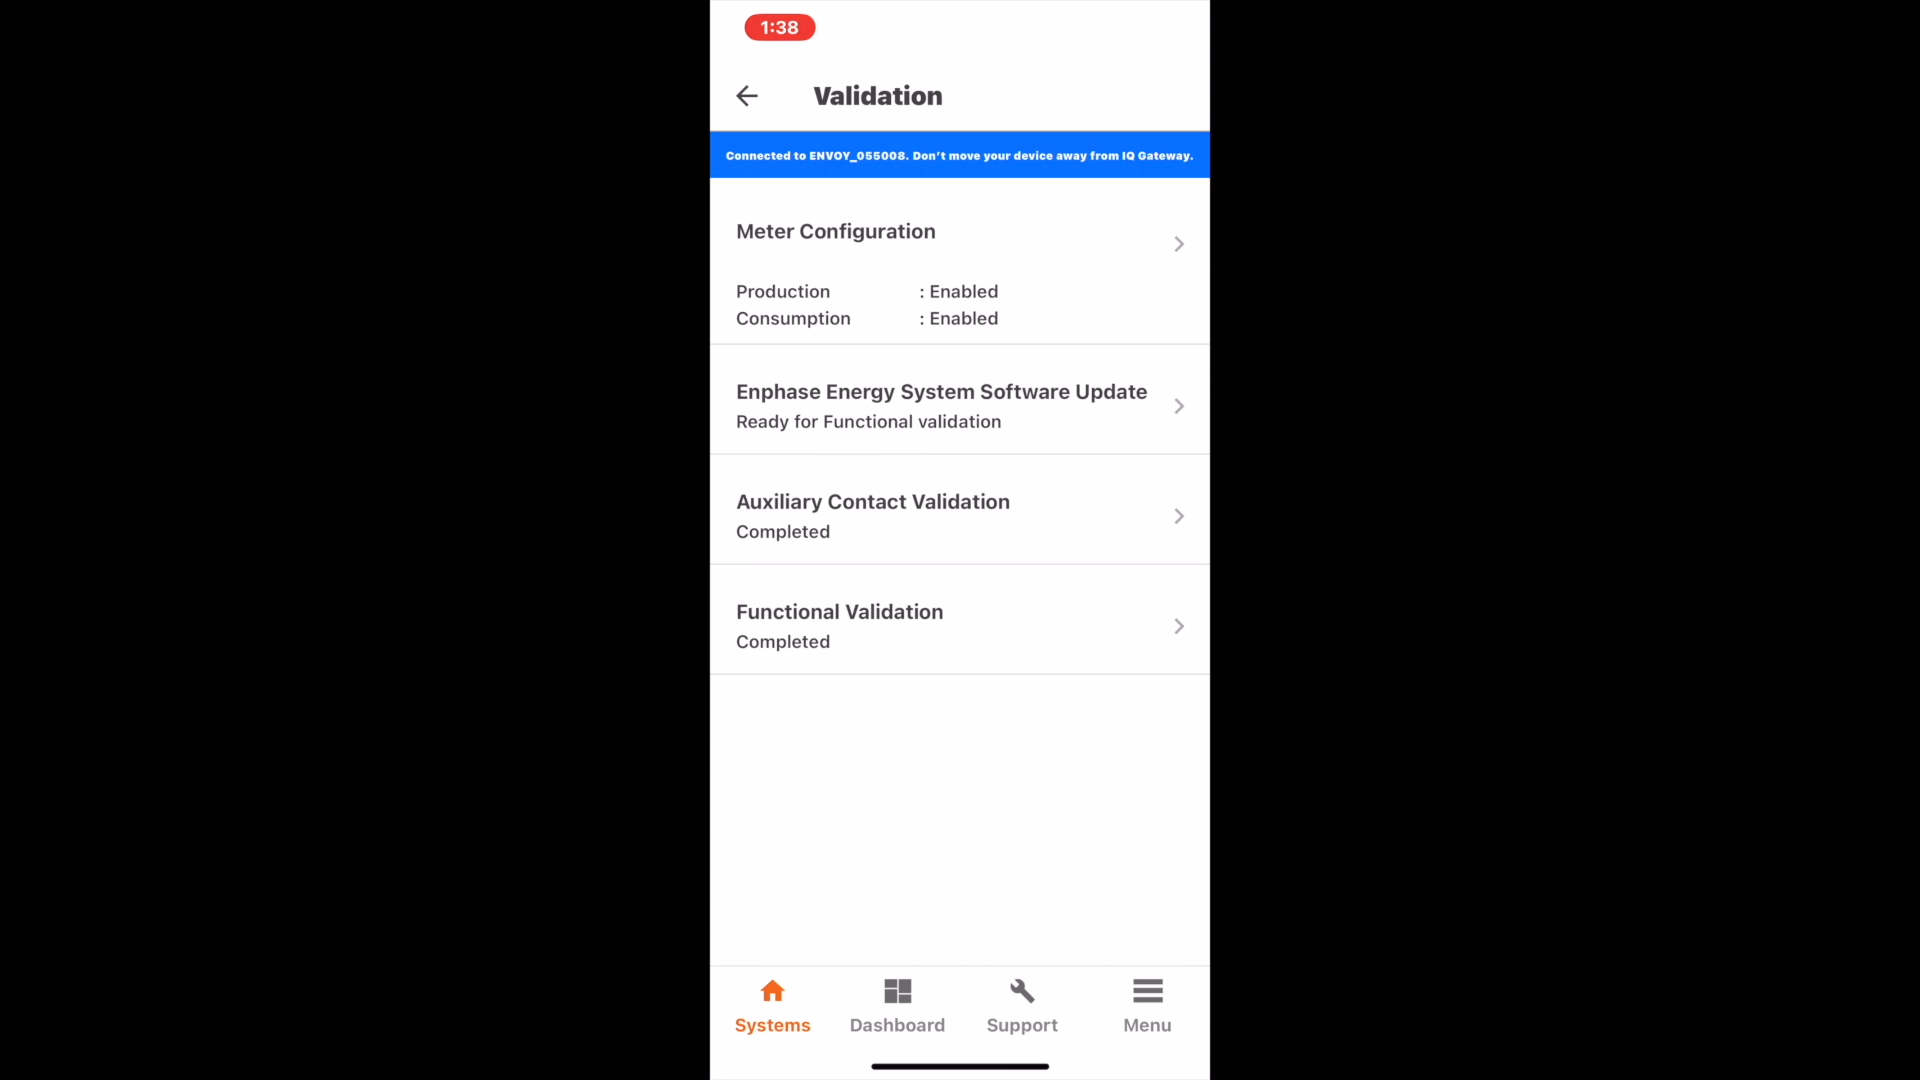 1:38
Validation
Connected to ENVOY_055008. Don't move your device away from IQ Gateway.
Meter Configuration
Production : Enabled
Consumption : Enabled
Enphase Energy System Software Update
Ready for Functional validation
Auxiliary Contact Validation
Completed
Functional Validation
Completed
Systems Dashboard Support Menu